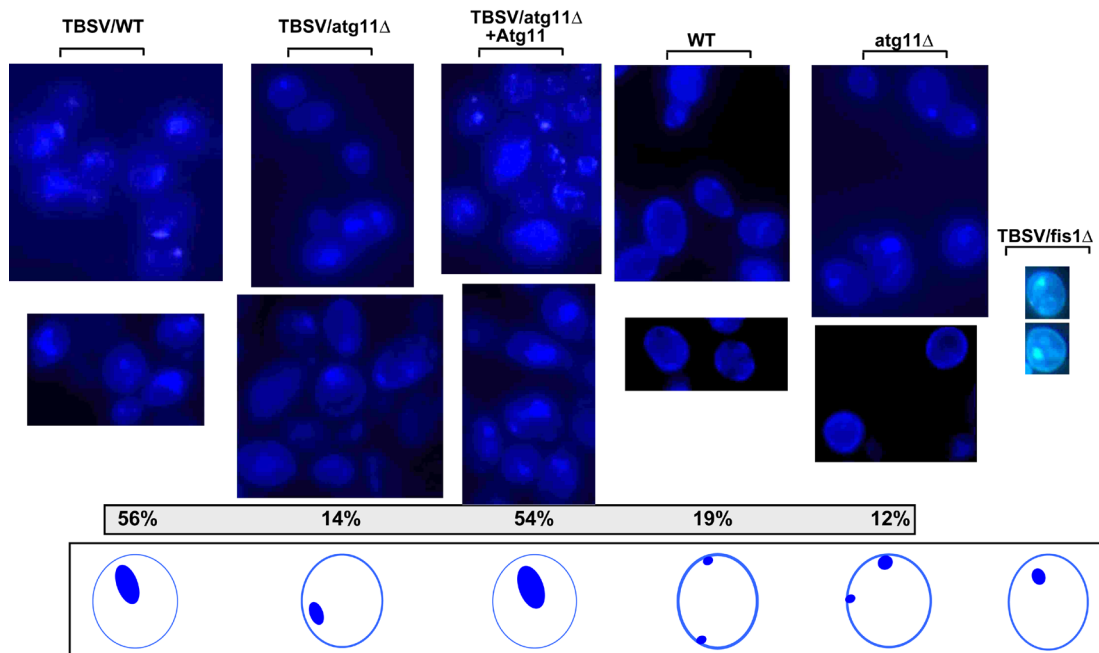 TBSV/WT
TBSV/atg11Δ
TBSV/atg11Δ
+Atg11
WT
atg11Δ
TBSV/fis1Δ
56%
14%
54%
19%
12%